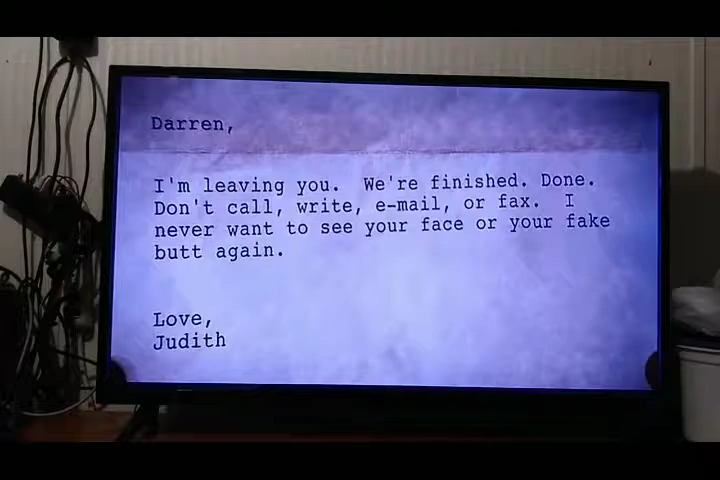 Darren,
I'm leaving you.  We're finished. Done.
Don't call, write, e-mail, or fax.  I
never want to see your face or your fake
butt again.
Love,
Judith